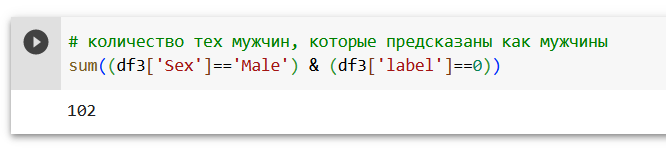 # количество тех мужчин, которые предсказаны как мужчины
sum((df3['Sex']=='Male') & (df3['label']==0))
102